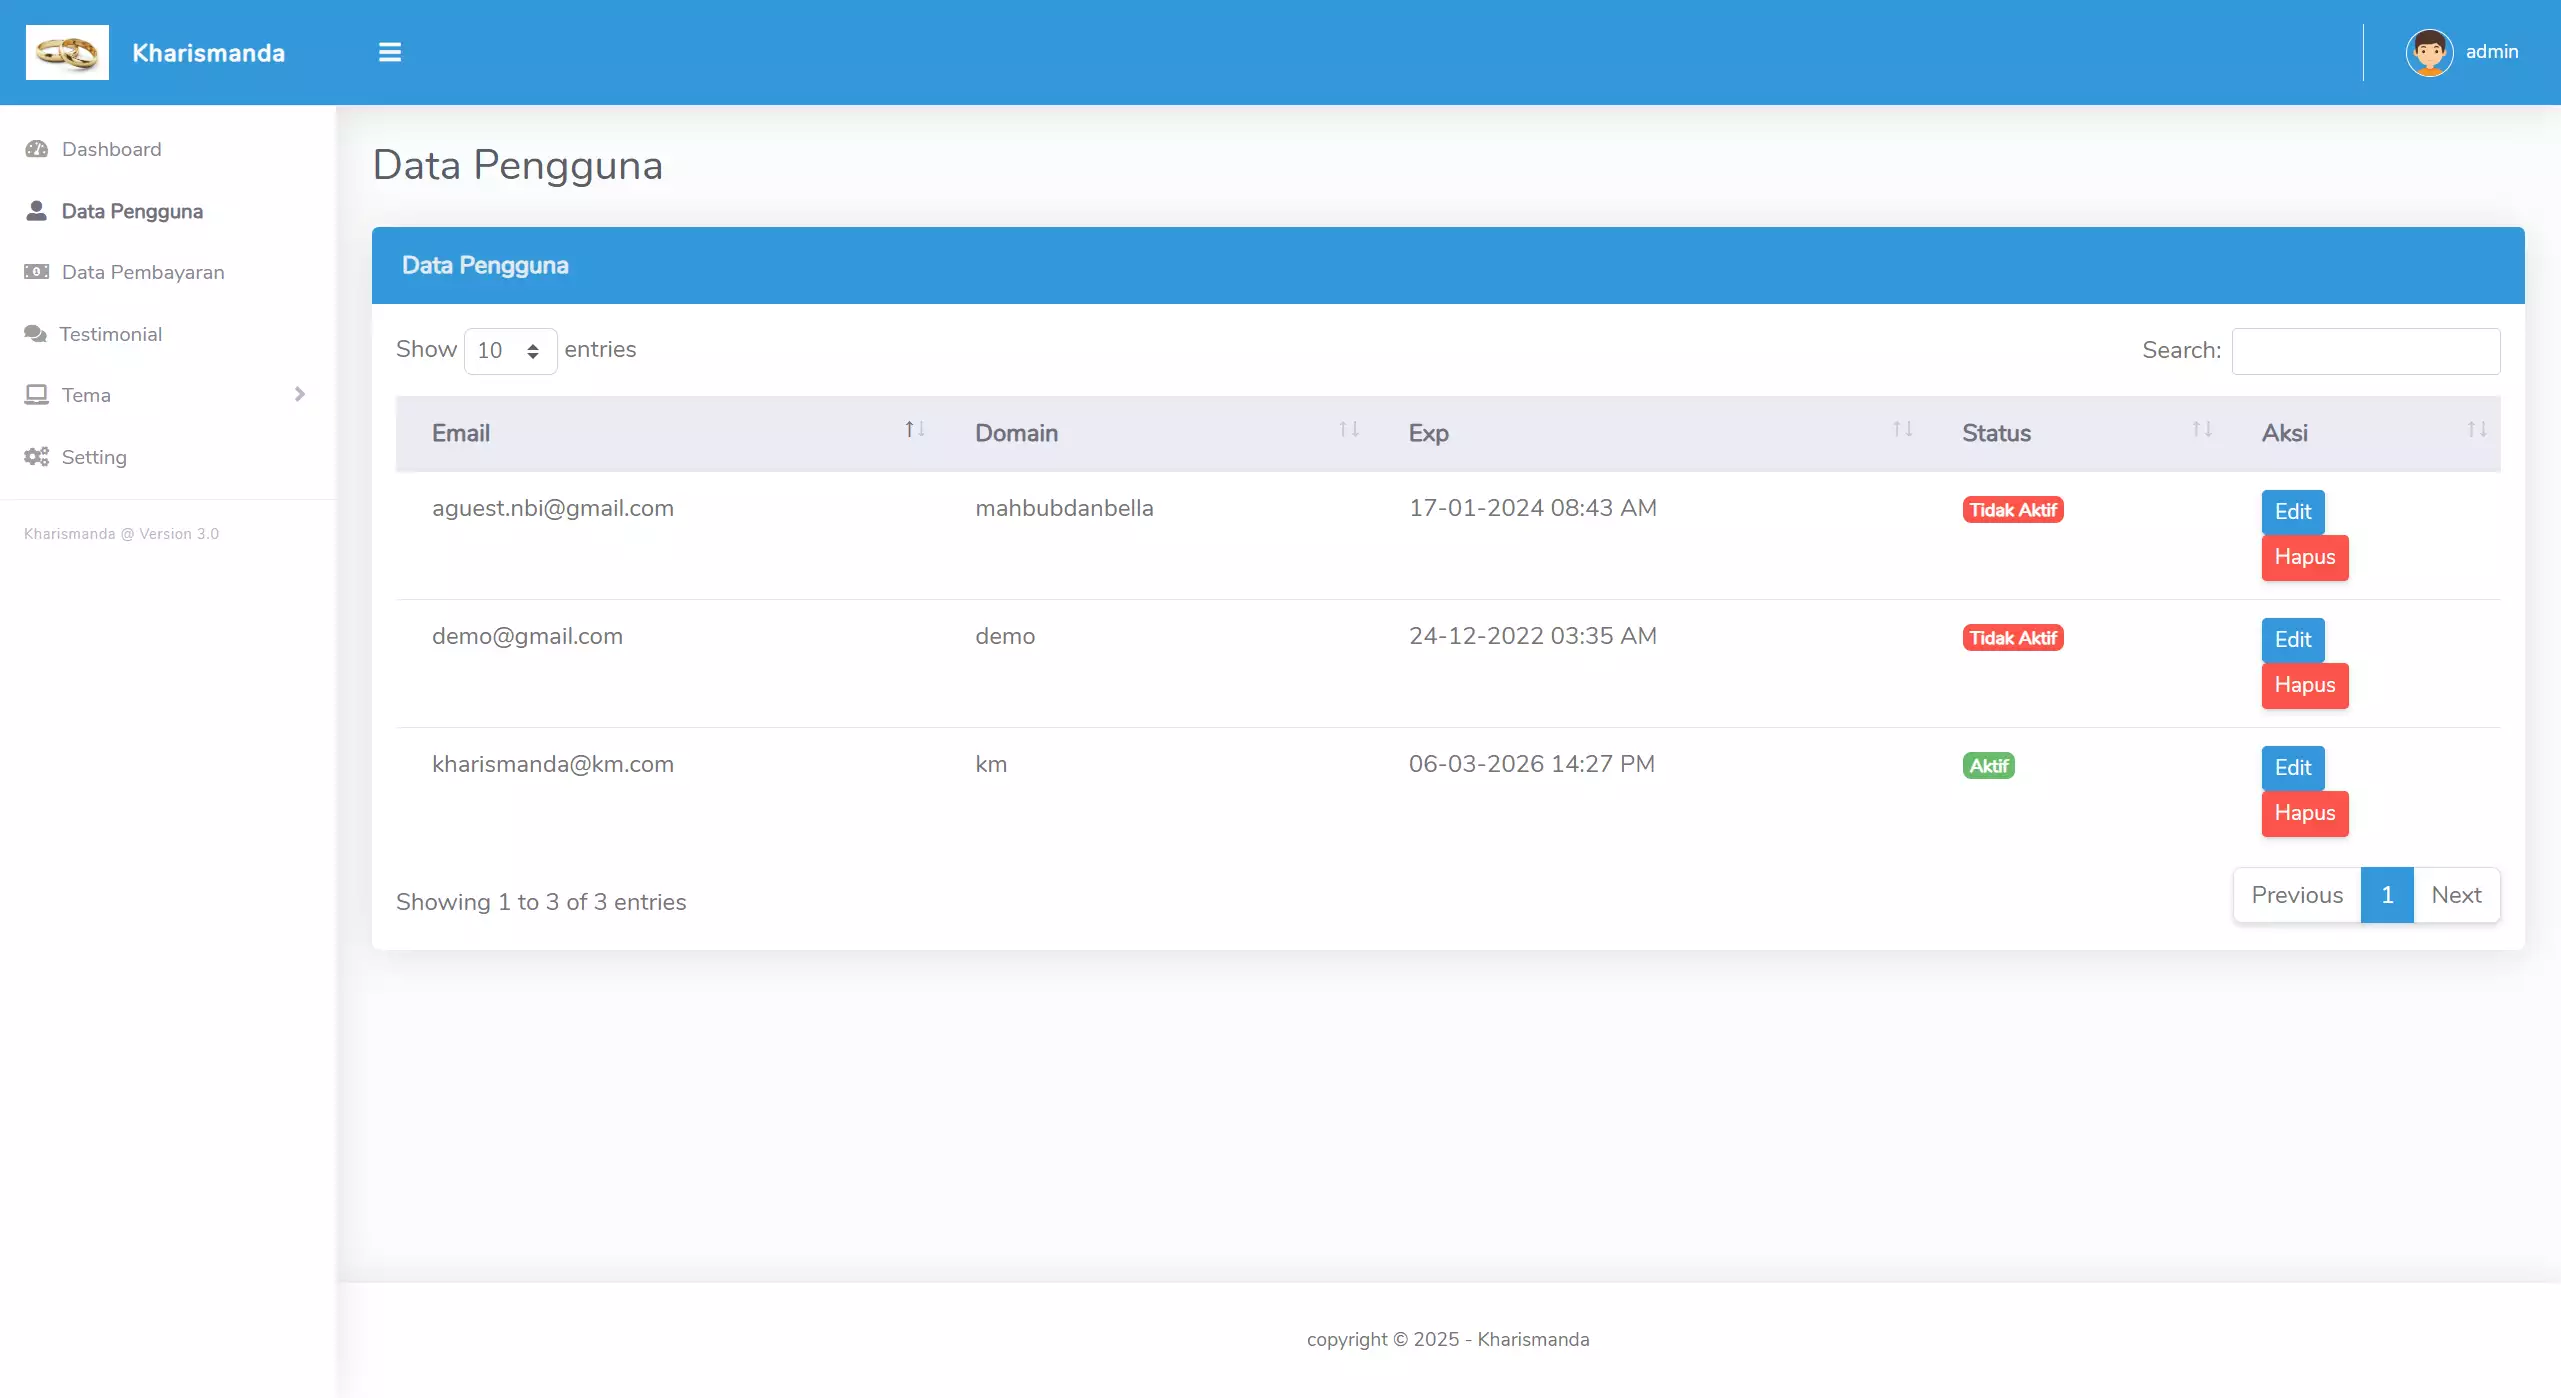 Kharismanda
admin
Dashboard
Data Pengguna
Data Pembayaran
Testimonial
Tema
Setting
Kharismanda @ Version 3.0
Data Pengguna
Data Pengguna
Show 10 entries
Search:
Email Domain Exp Status Aksi
aguest.nbi@gmail.com mahbubdanbella 17-01-2024 08:43 AM Tidak Aktif Edit
Hapus
demo@gmail.com demo 24-12-2022 03:35 AM Tidak Aktif Edit
Hapus
kharismanda@km.com km 06-03-2026 14:27 PM Aktif Edit
Hapus
Showing 1 to 3 of 3 entries
Previous 1 Next
copyright © 2025 - Kharismanda